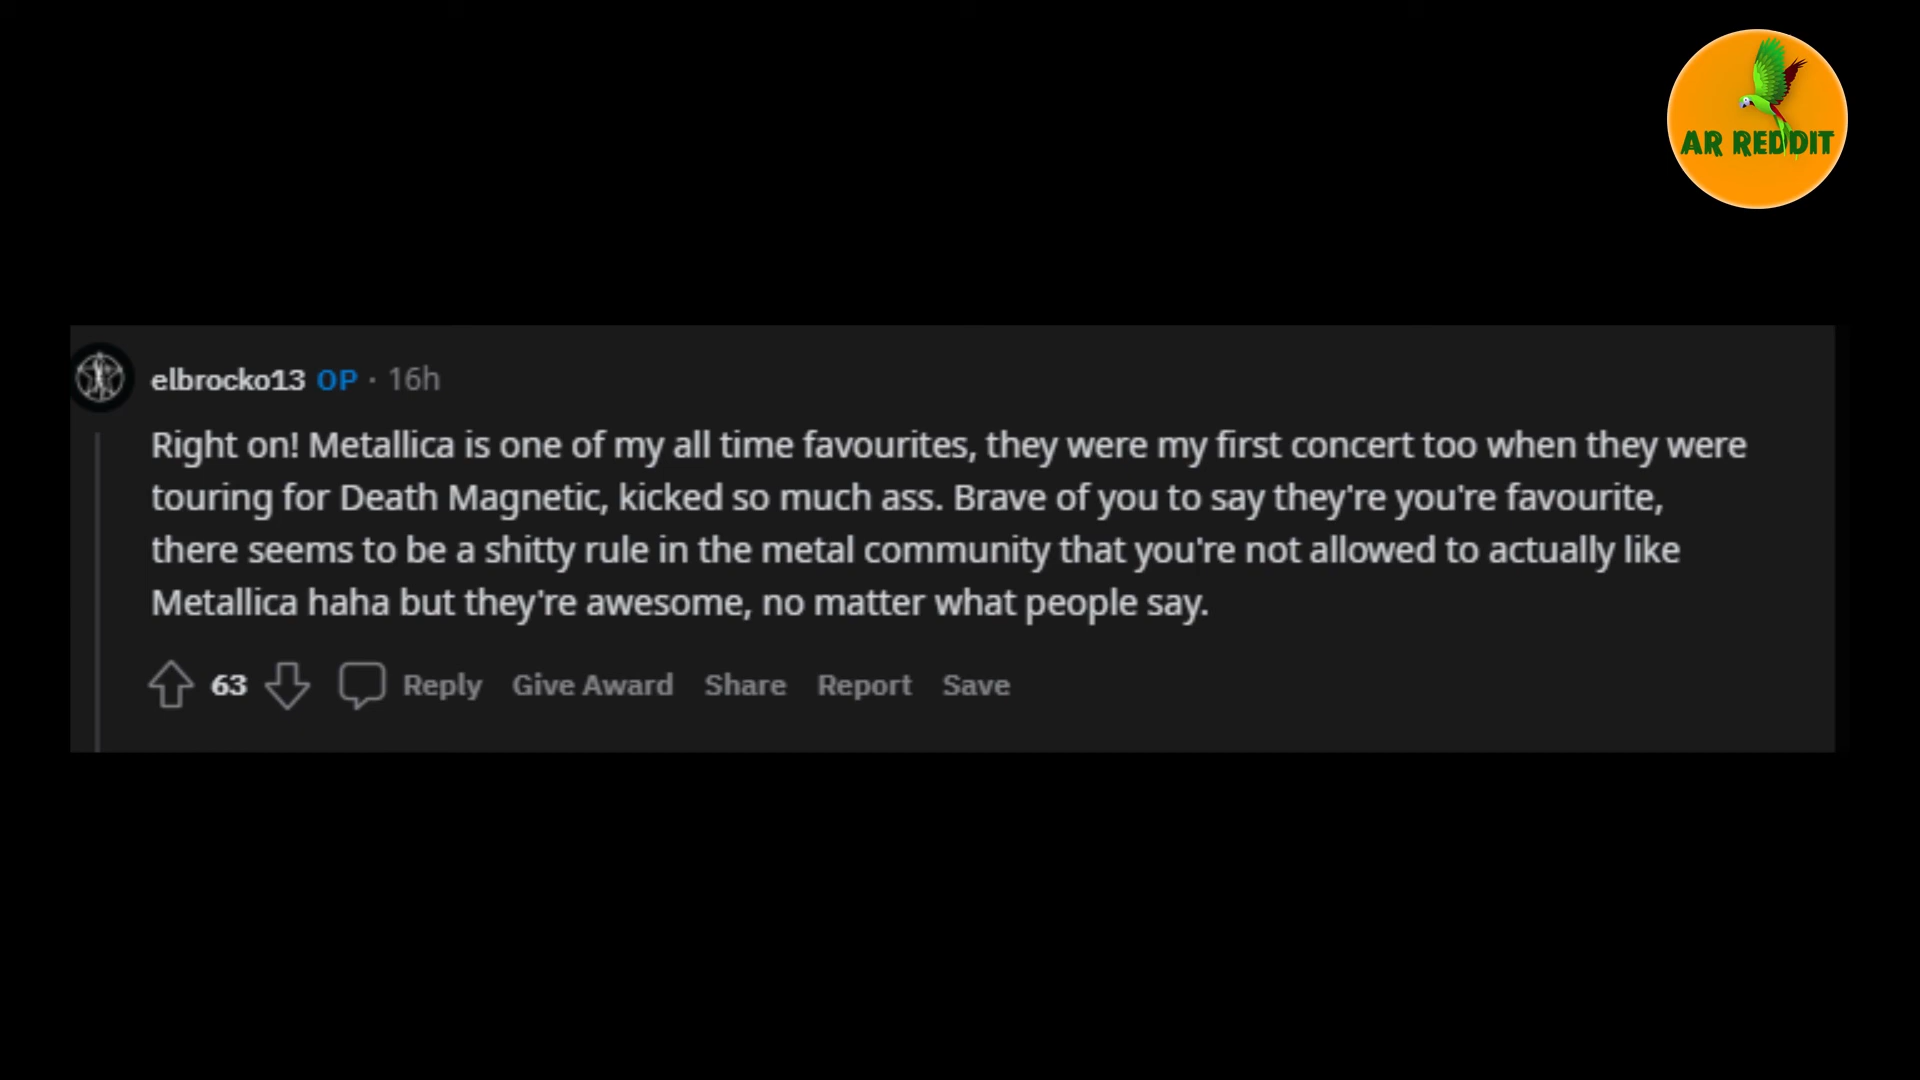 AR REDDIT
elbrocko13 OP · 16h
Right on! Metallica is one of my all time favourites, they were my first concert too when they were
touring for Death Magnetic, kicked so much ass. Brave of you to say they're you're favourite,
there seems to be a shitty rule in the metal community that you're not allowed to actually like
Metallica haha but they're awesome, no matter what people say.
63 Reply Give Award Share Report Save